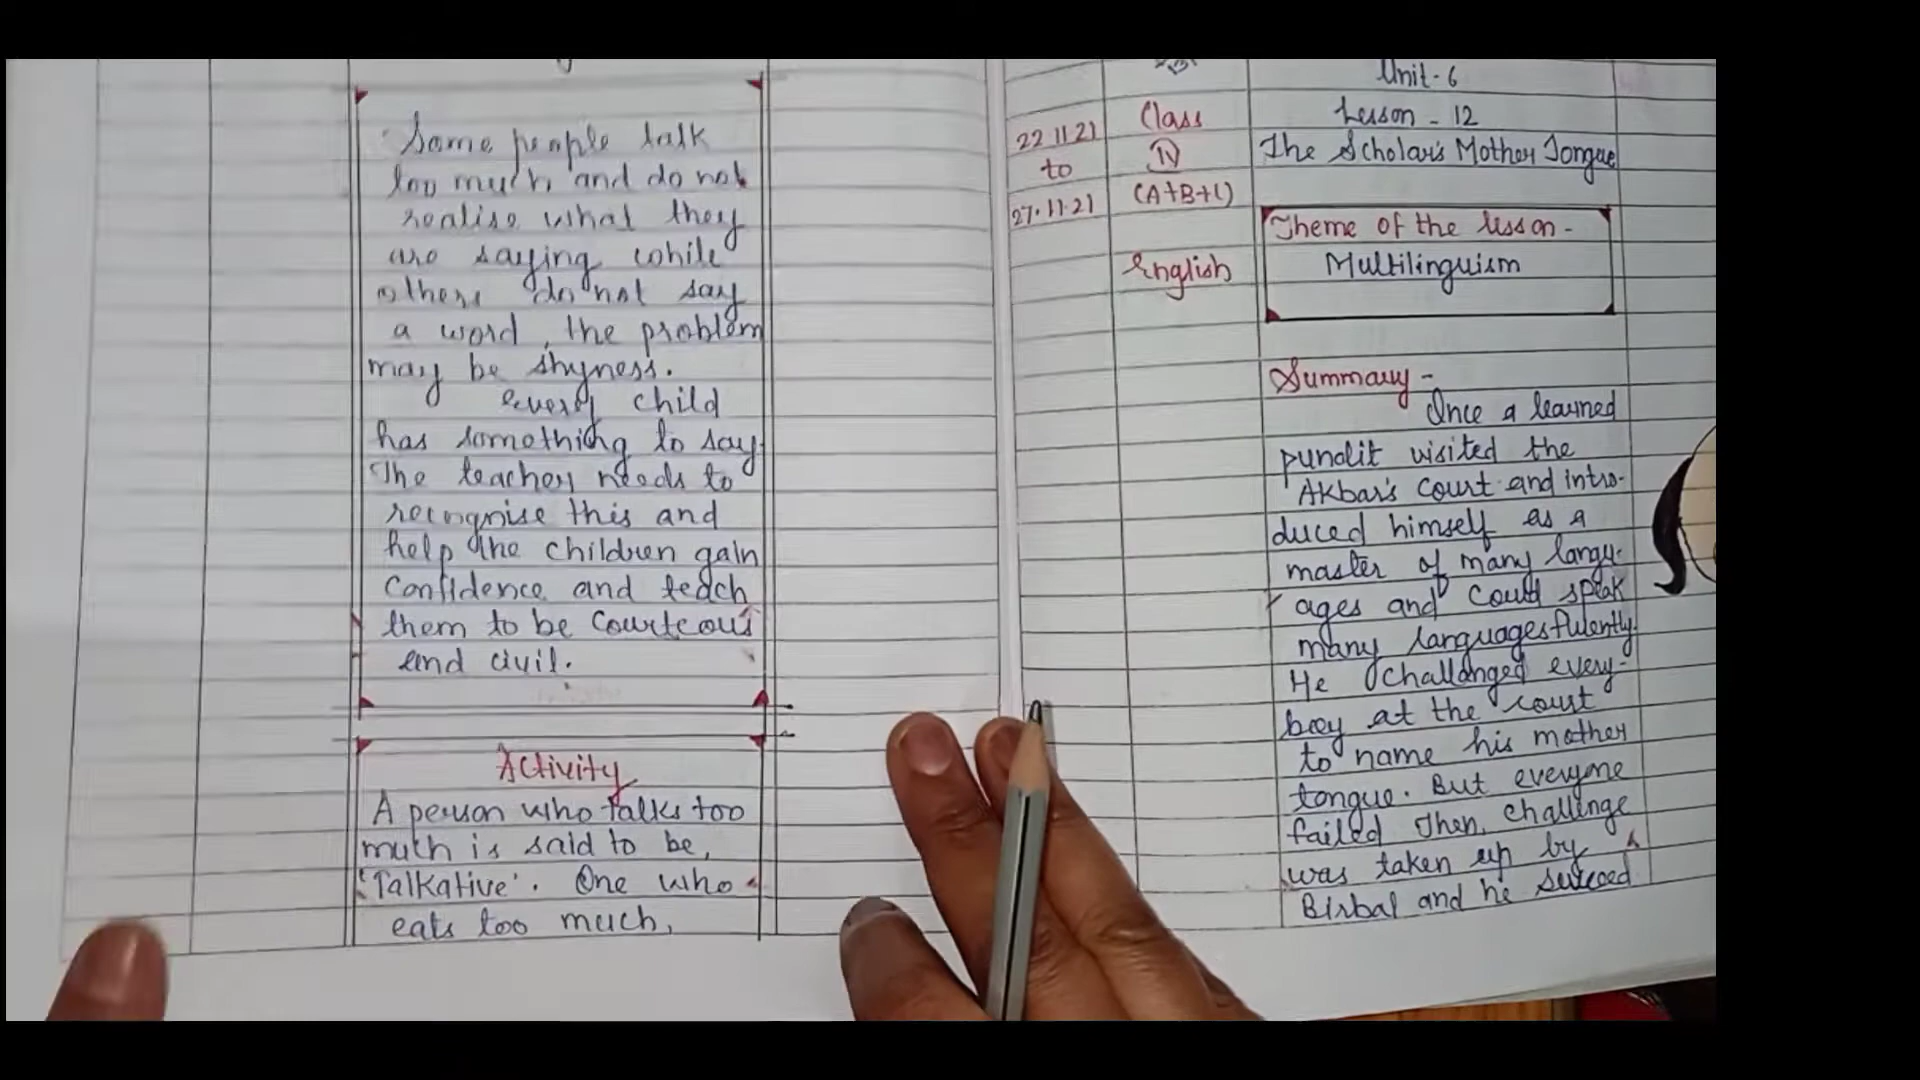 Some people talk
too much and do not
realise what they
are saying while
others do not say
a word, the problem
may be shyness.
every child
has something to say.
The teacher needs to
recongnise this and
help the children gain
Confidence and teach
them to be Courteous
and civil.
Activity
A person who talks too
much is said to be,
'Talkative'. One who
eats too much,
22 11 21
to
27.11.21
Class
IV
(A+B+C)
English
Unit-6
Lesson - 12
The Scholar's Mother Tongue
Theme of the lesson -
Multilinguism
Summary -
Once a learned
pundit visited the
Akbar's Court and intro-
duced himself as a
master of many langu-
ages and could speak
many languages fulently.
He challanged every-
boy at the court
to name his mother
tongue. But everyone
failed Then, challenge
was taken up by
Birbal and he succeed